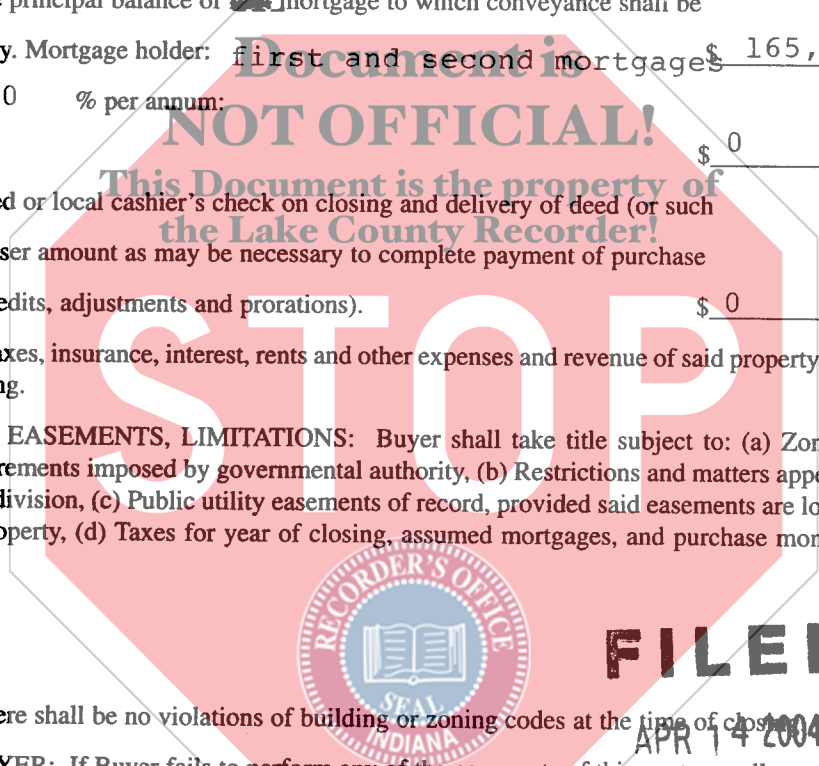 principal balance of mortgage to which conveyance shall be
y. Mortgage holder: first and second mortgages $ 165,
0 % per annum:
$ 0
ed or local cashier's check on closing and delivery of deed (or such
ser amount as may be necessary to complete payment of purchase
edits, adjustments and prorations). $ 0
axes, insurance, interest, rents and other expenses and revenue of said property
ng.
EASEMENTS, LIMITATIONS: Buyer shall take title subject to: (a) Zon
rements imposed by governmental authority, (b) Restrictions and matters appe
division, (c) Public utility easements of record, provided said easements are lo
operty, (d) Taxes for year of closing, assumed mortgages, and purchase mon
ere shall be no violations of building or zoning codes at the time of closing
YER: If Buyer fails to perform any of the
Document is
NOT OFFICIAL!
This Document is the property of
the Lake County Recorder!
STOP
RECORDER'S OFFICE
SEAL
INDIANA
FILE
APR 14 2004